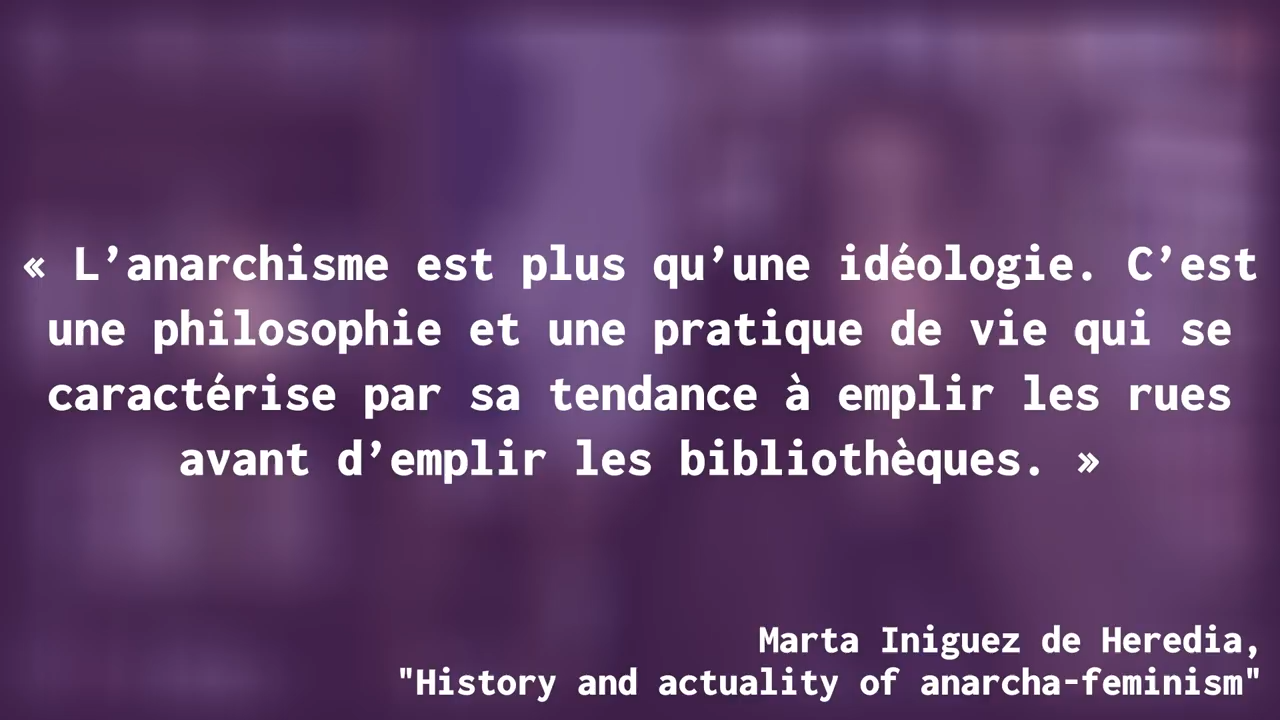 « L’anarchisme est plus qu’une idéologie. C’est
une philosophie et une pratique de vie qui se
caractérise par sa tendance à emplir les rues
avant d’emplir les bibliothèques. »
Marta Iniguez de Heredia,
"History and actuality of anarcha-feminism"